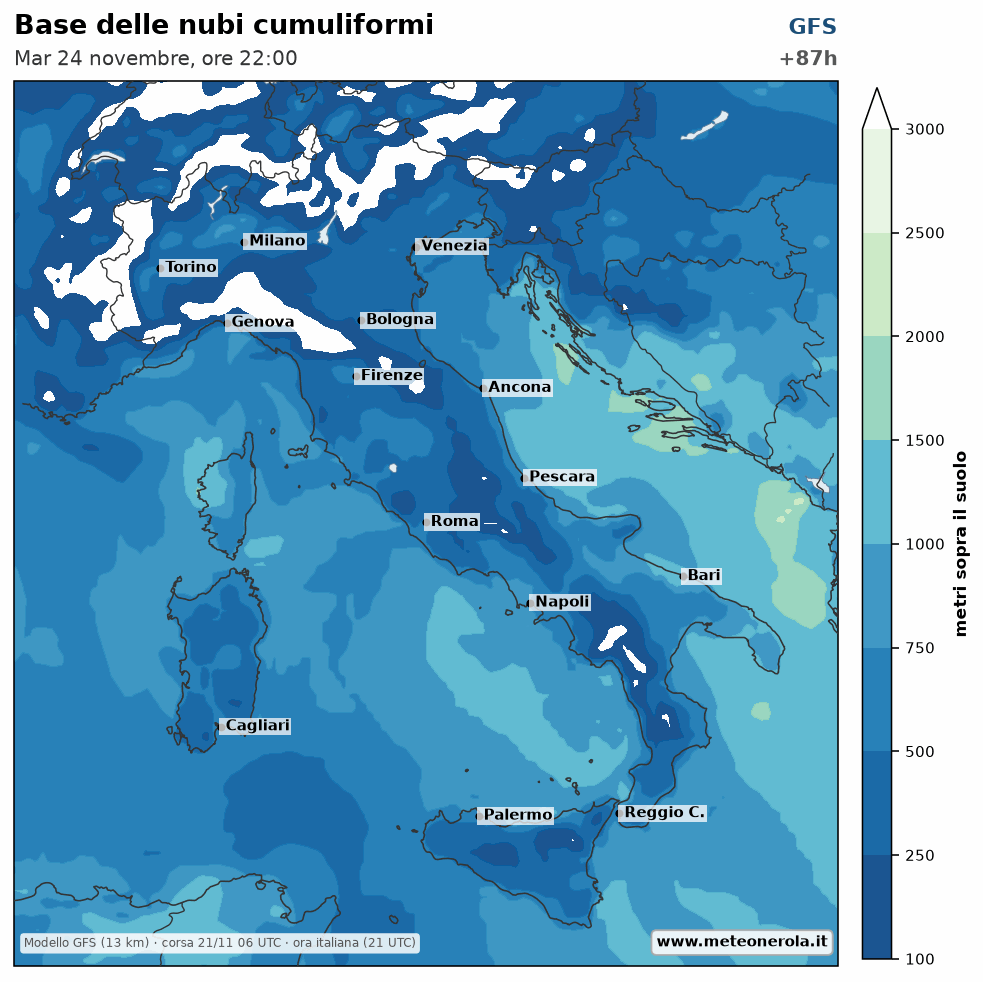 Base delle nubi cumuliformi
GFS
Mar 24 novembre, ore 22:00
+87h
3000
2500
2000
1500
1000
750
500
250
100
metri sopra il suolo
Milano
Venezia
Torino
Genova
Bologna
Firenze
Ancona
Pescara
Roma
Bari
Napoli
Cagliari
Palermo
Reggio C.
Modello GFS (13 km) · corsa 21/11 06 UTC · ora italiana (21 UTC)
www.meteonerola.it